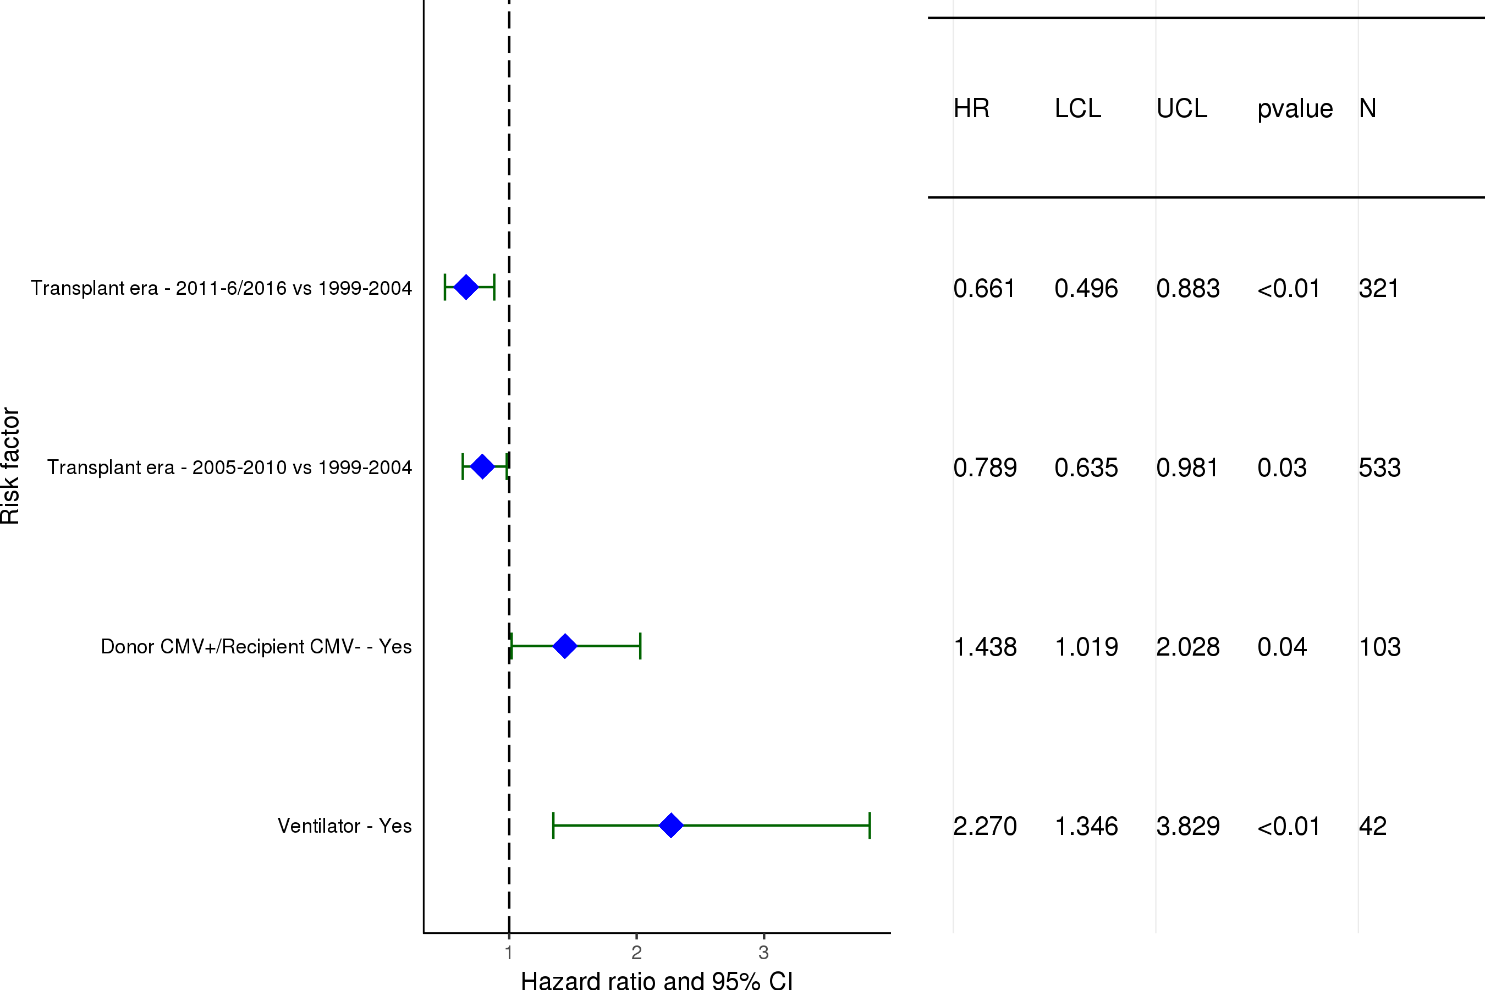 HR LCL UCL pvalue N
Transplant era - 2011-6/2016 vs 1999-2004 0.661 0.496 0.883 <0.01 321
Transplant era - 2005-2010 vs 1999-2004 0.789 0.635 0.981 0.03 533
Risk factor
Donor CMV+/Recipient CMV- - Yes 1.438 1.019 2.028 0.04 103
Ventilator - Yes 2.270 1.346 3.829 <0.01 42
1 2 3
Hazard ratio and 95% CI